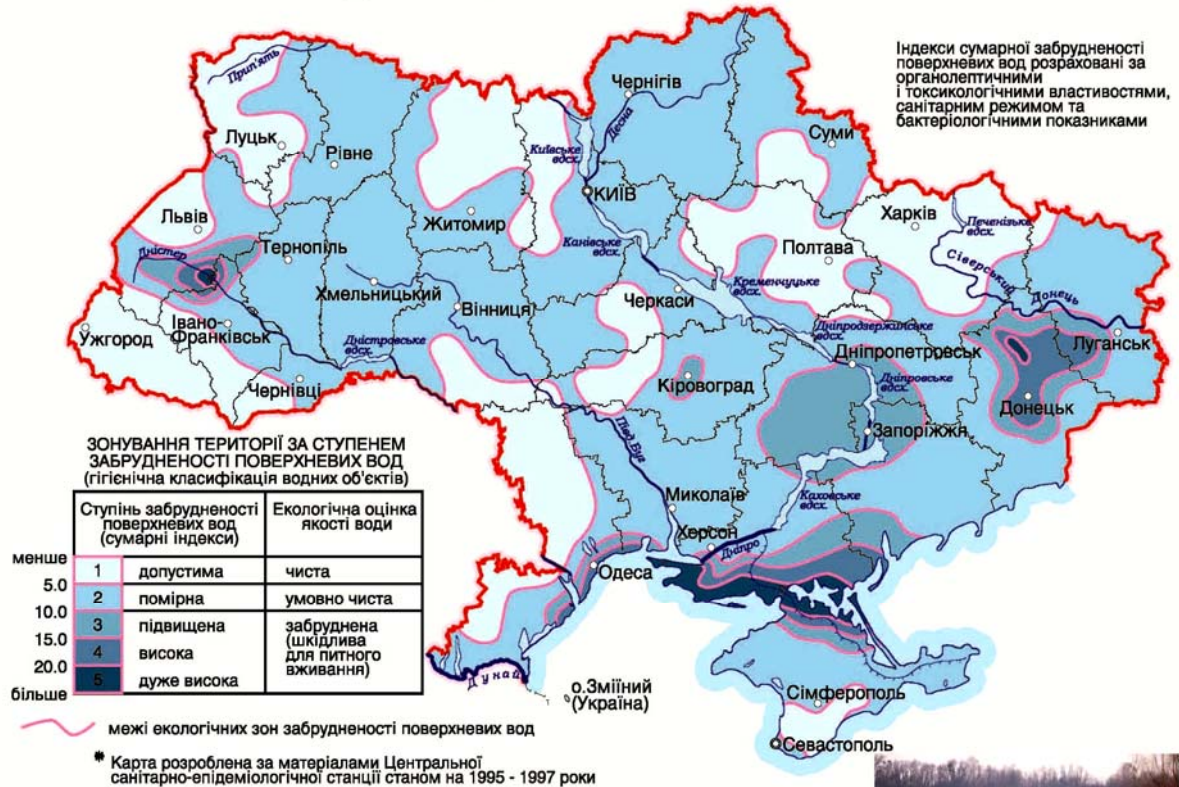 Індекси сумарної забрудненості
поверхневих вод розраховані за
органолептичними
і токсикологічними властивостями,
санітарним режимом та
бактеріологічними показниками
Прип'ять
Чернігів
Десна
Луцьк
Рівне
Київське
вдсх.
Суми
КИЇВ
Львів
Житомир
Харків
Печенізьке
вдсх.
Дністер
Тернопіль
Канівське
вдсх.
Полтава
Сіверський
Донець
Хмельницький
Вінниця
Черкаси
Кременчуцьке
вдсх.
Ужгород
Івано-
Франківськ
Дністровське
вдсх.
Дніпродзержинське
вдсх.
Луганськ
Чернівці
Кіровоград
Дніпропетровськ
Дніпровське
вдсх.
Донецьк
Запоріжжя
Півд Буг
Миколаїв
Каховське
вдсх.
Херсон
Дніпро
Одеса
Дунай
о.Зміїний
(Україна)
Сімферополь
Севастополь
ЗОНУВАННЯ ТЕРИТОРІЇ ЗА СТУПЕНЕМ
ЗАБРУДНЕНОСТІ ПОВЕРХНЕВИХ ВОД
(гігієнічна класифікація водних об'єктів)
Ступінь забрудненості
поверхневих вод
(сумарні індекси)
Екологічна оцінка
якості води
менше
1 допустима чиста
5.0
2 помірна умовно чиста
10.0
3 підвищена забруднена
(шкідлива
для питного
вживання)
15.0
4 висока
20.0
5 дуже висока
більше
межі екологічних зон забрудненості поверхневих вод
* Карта розроблена за матеріалами Центральної
санітарно-епідеміологічної станції станом на 1995 - 1997 роки